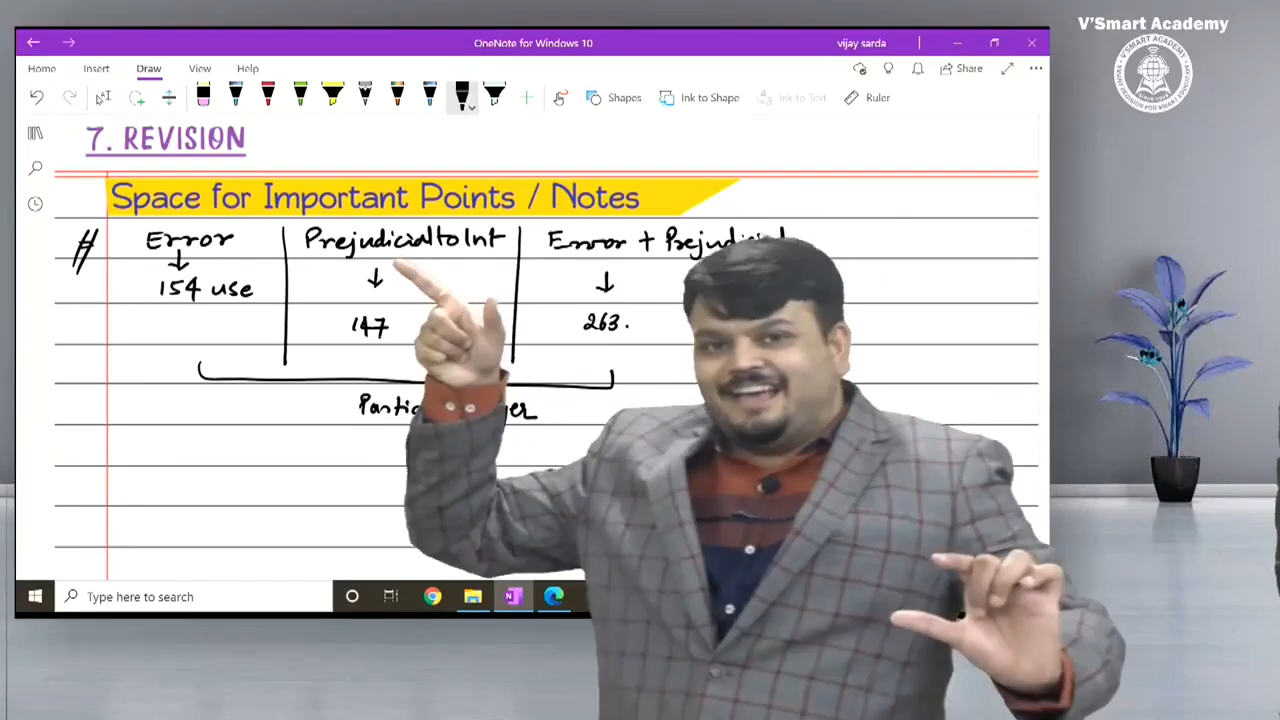 V'Smart Academy
OneNote for Windows 10
vijay sarda
Home Insert Draw View Help
Share
Shapes
Ink to Shape
Ink to Text
Ruler
7. REVISION
Space for Important Points / Notes
# Error Prejudicial to Int Error + Prejudicial
154 use
147 263.
Type here to search